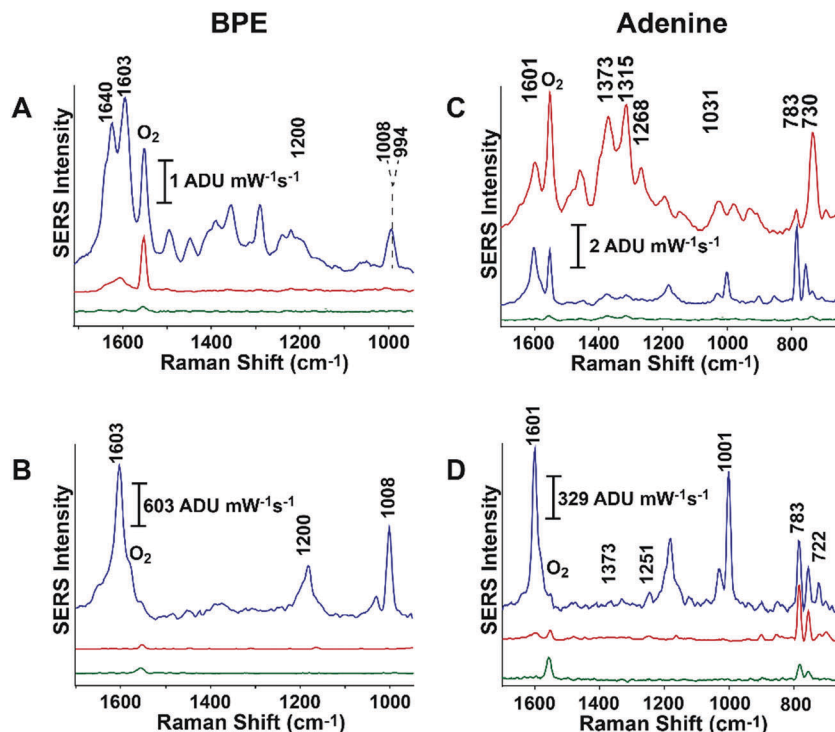 BPE
Adenine
A
1640
1603
O2
1200
1008
994
1 ADU mW-1s-1
SERS Intensity
1600
1400
1200
1000
Raman Shift (cm-1)
C
1601
O2
1373
1315
1268
1031
783
730
2 ADU mW-1s-1
SERS Intensity
1600
1400
1200
1000
800
Raman Shift (cm-1)
B
1603
603 ADU mW-1s-1
O2
1200
1008
SERS Intensity
1600
1400
1200
1000
Raman Shift (cm-1)
D
1601
329 ADU mW-1s-1
O2
1373
1251
1001
783
722
SERS Intensity
1600
1400
1200
1000
800
Raman Shift (cm-1)